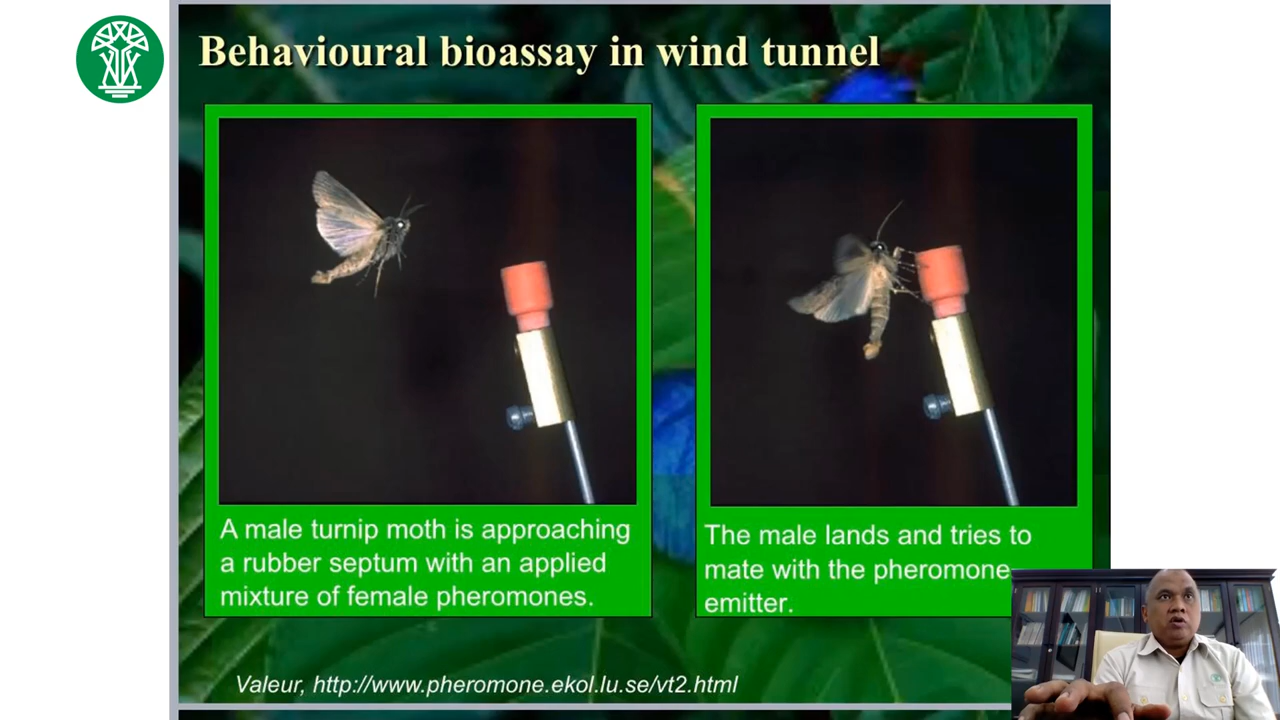 Behavioural bioassay in wind tunnel
A male turnip moth is approaching
a rubber septum with an applied
mixture of female pheromones.
The male lands and tries to
mate with the pheromone
emitter.
Valeur, http://www.pheromone.ekol.lu.se/vt2.html